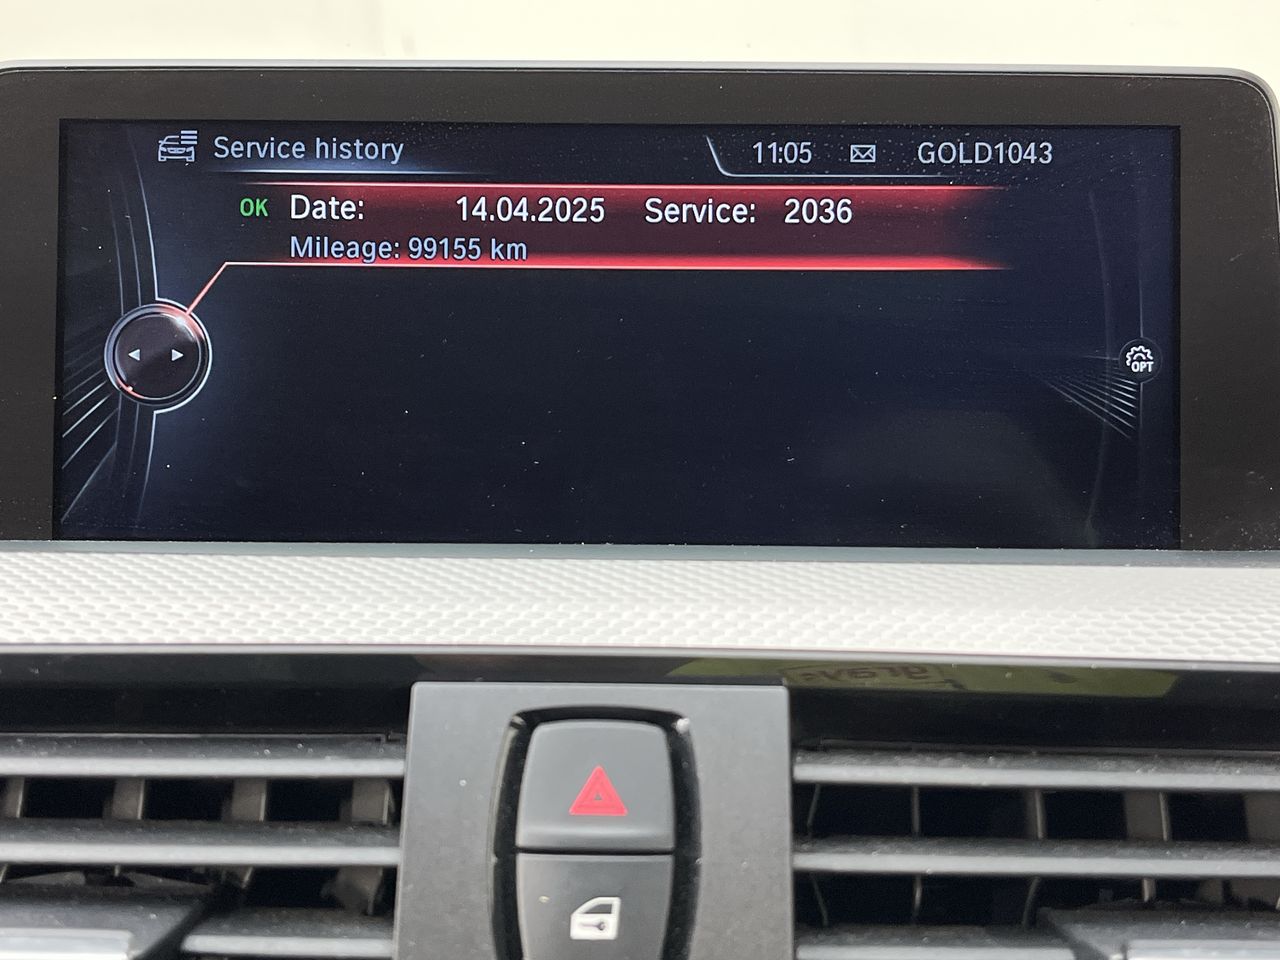 Service history
11:05 GOLD1043
OK Date: 14.04.2025 Service: 2036
Mileage: 99155 km
OPT